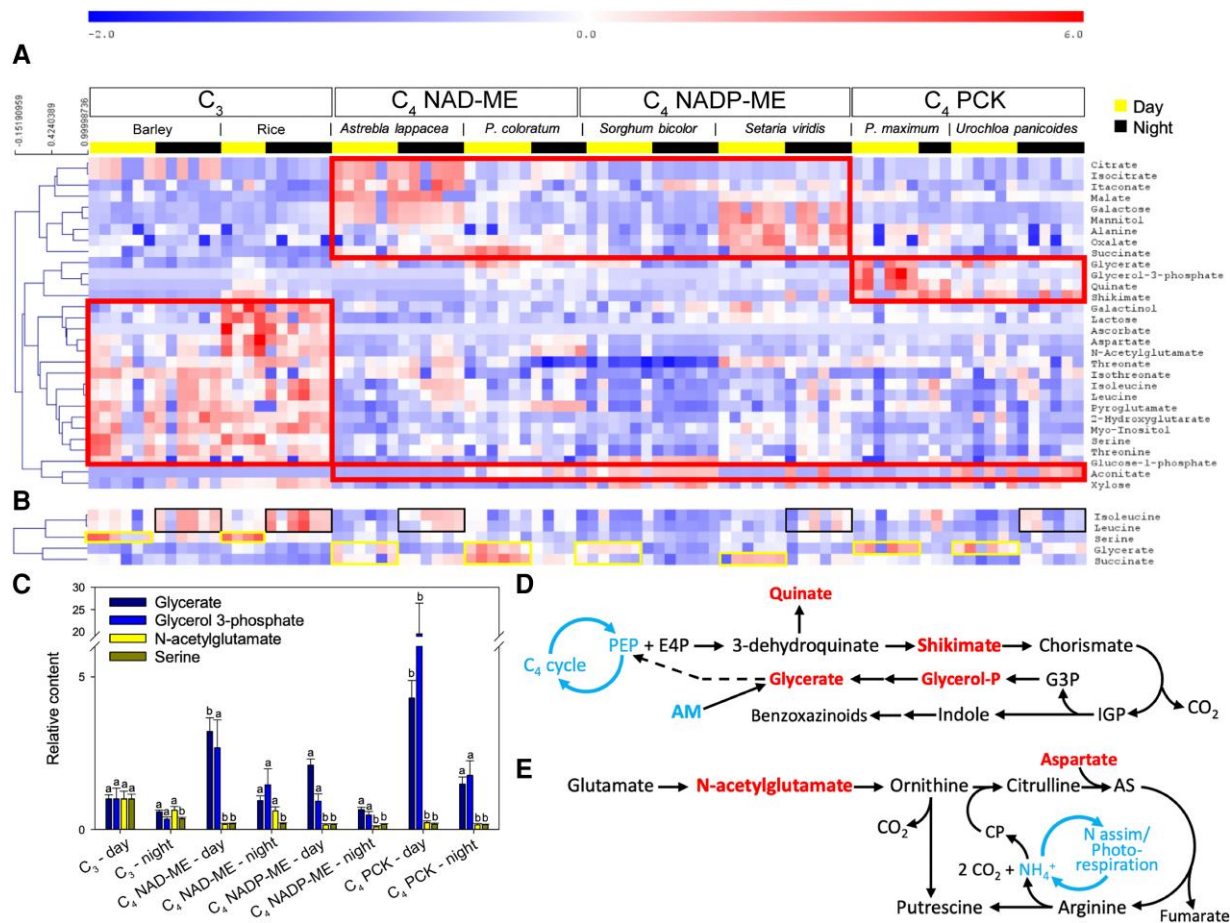 -2.0 0.0 6.0
A
-0.15190959
0.4240389
0.99998736
C3 C4 NAD-ME C4 NADP-ME C4 PCK
Day
Night
Barley Rice Astrebla lappacea P. coloratum Sorghum bicolor Setaria viridis P. maximum Urochloa panicoides
Citrate
Isocitrate
Itaconate
Malate
Galactose
Mannitol
Alanine
Oxalate
Succinate
Glycerate
Glycerol-3-phosphate
Quinate
Shikimate
Galactinol
Lactose
Ascorbate
Aspartate
N-Acetylglutamate
Threonate
Isothreonate
Isoleucine
Leucine
Pyroglutamate
2-Hydroxyglutarate
Myo-Inositol
Serine
Threonine
Glucose-1-phosphate
Aconitate
Xylose
B
Isoleucine
Leucine
Serine
Glycerate
Succinate
C
Relative content
30
25
20
5
0
Glycerate
Glycerol 3-phosphate
N-acetylglutamate
Serine
a a a a
a a a b
b a b b
a a a b
a a b b
a a b b
b b b b
a a b b
C3 - day
C3 - night
C4 NAD-ME - day
C4 NAD-ME - night
C4 NADP-ME - day
C4 NADP-ME - night
C4 PCK - day
C4 PCK - night
D
Quinate
C4 cycle
PEP + E4P 3-dehydroquinate Shikimate Chorismate
Glycerate Glycerol-P G3P
AM
Benzoxazinoids Indole IGP CO2
E
Aspartate
Glutamate N-acetylglutamate Ornithine Citrulline AS
CO2
CP
N assim/
Photo-
respiration
2 CO2 + NH4+
Putrescine Arginine Fumarate